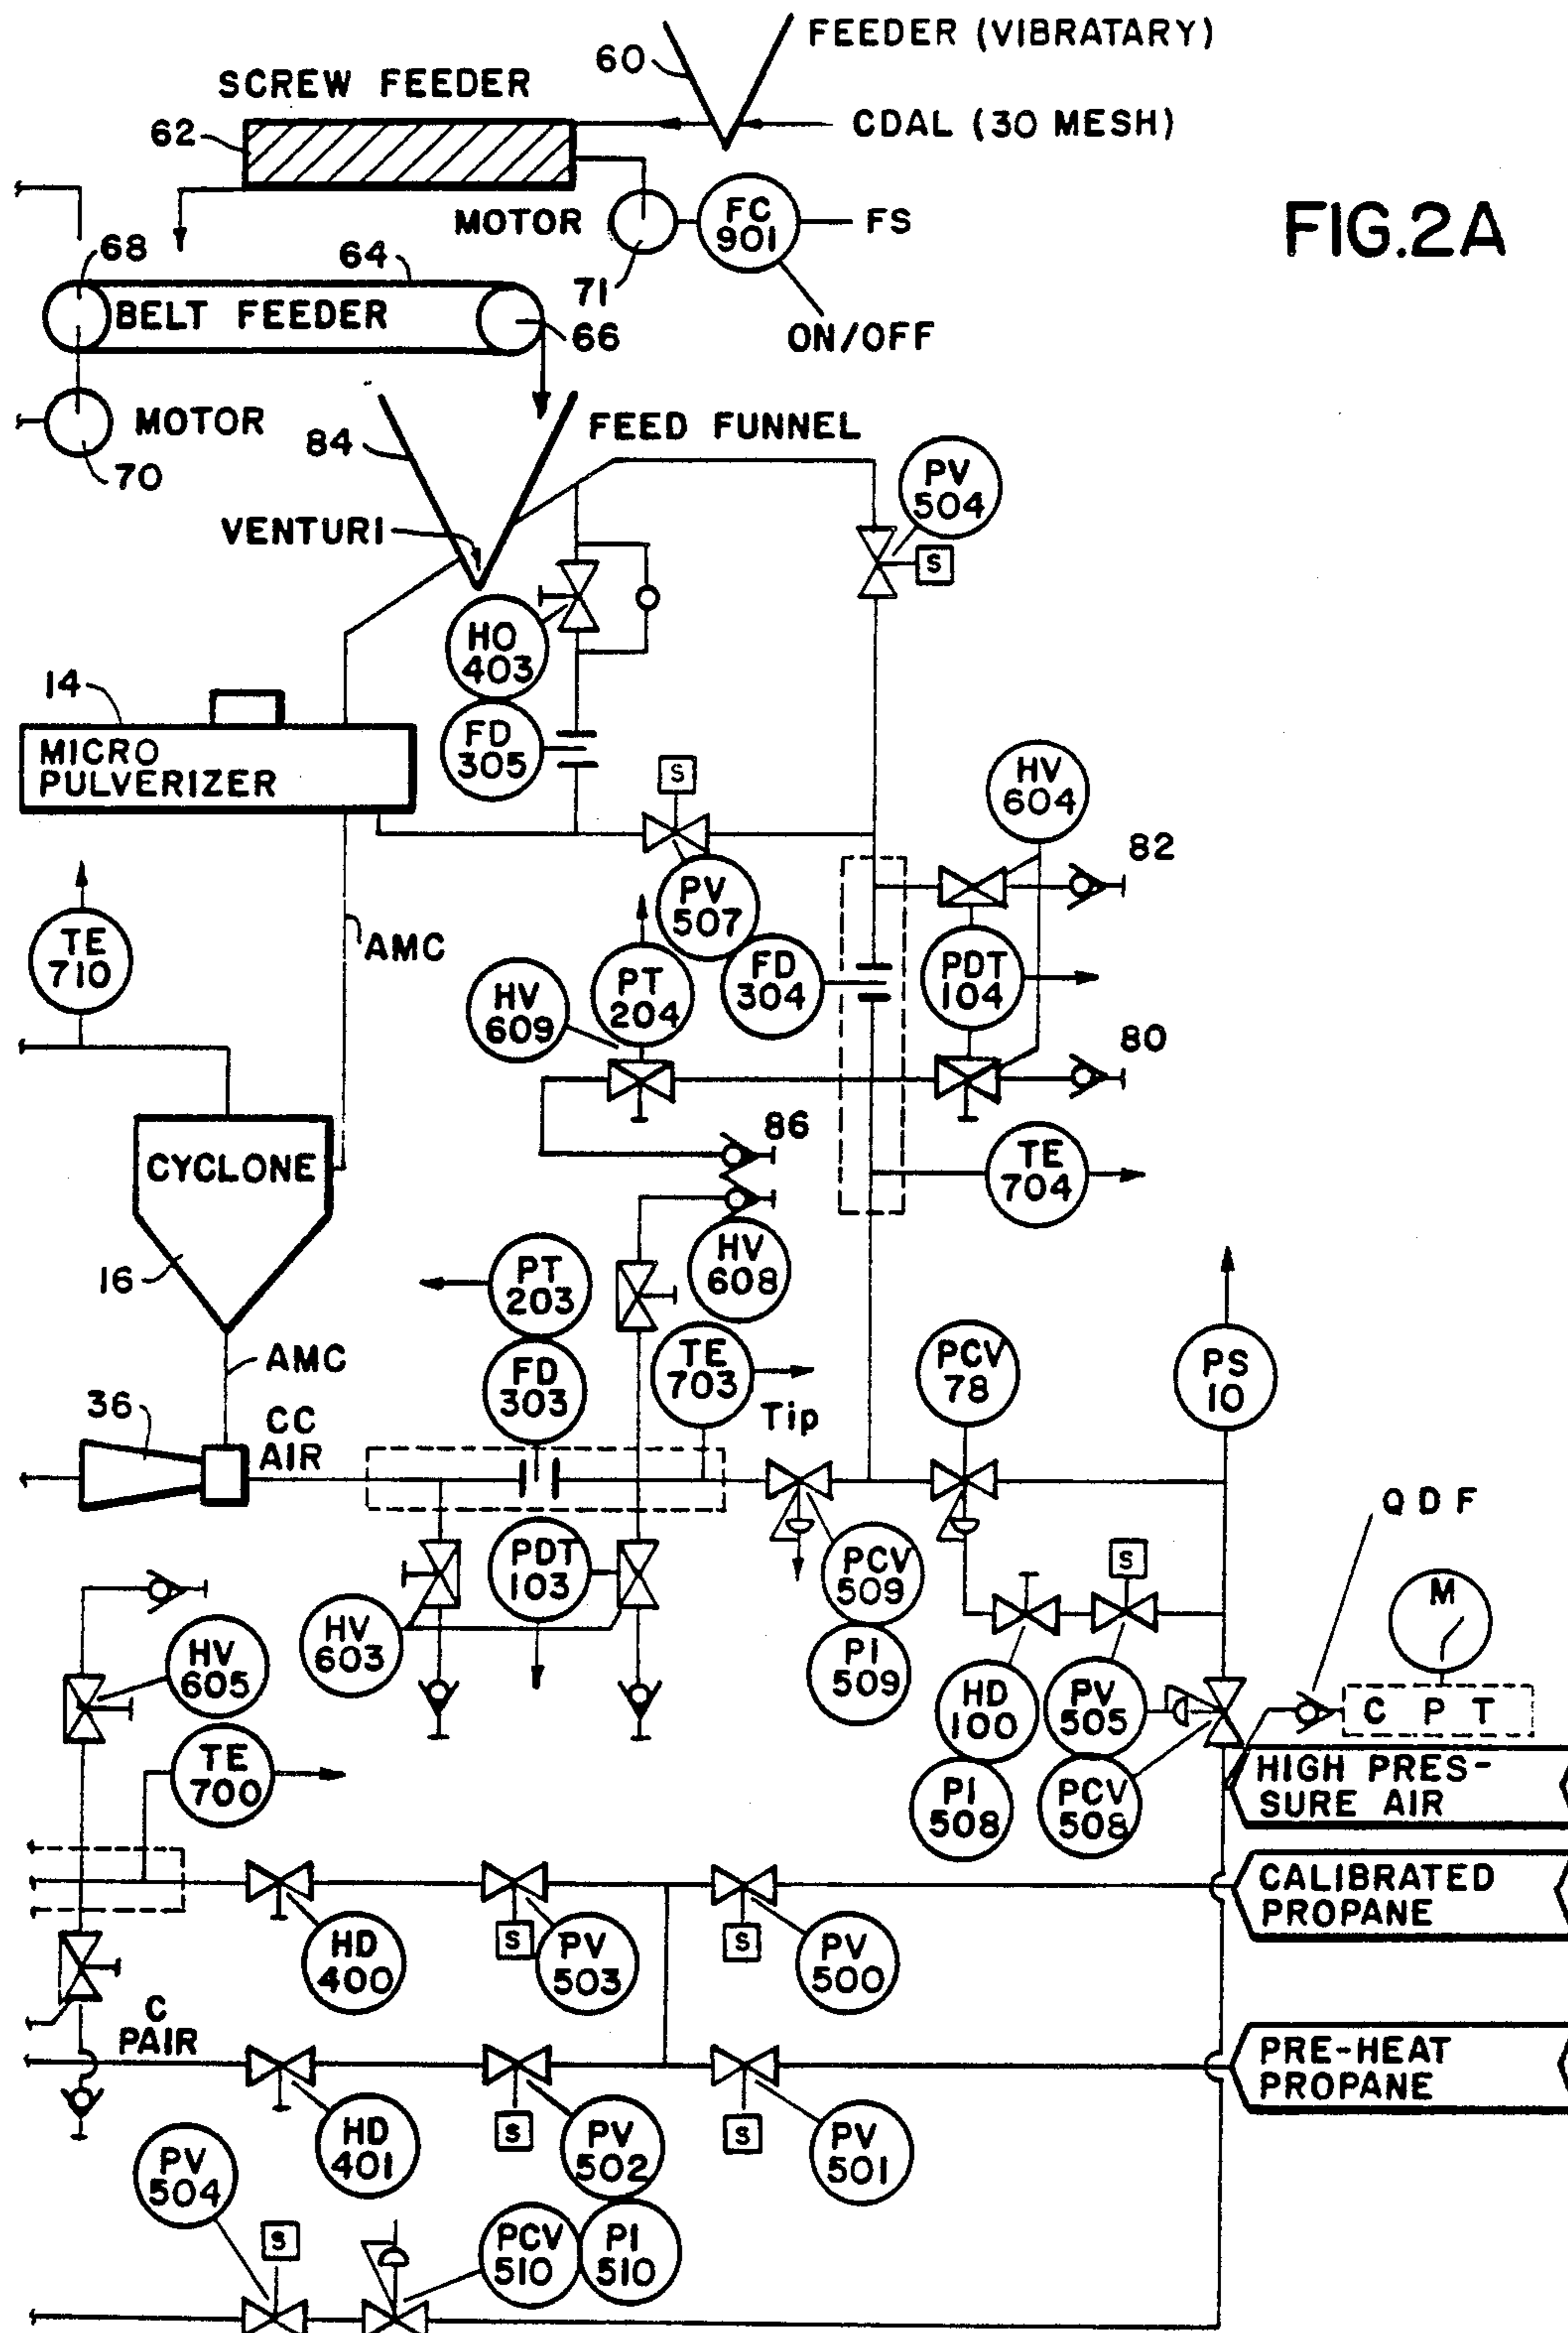 FEEDER (VIBRATARY)
60
SCREW FEEDER
62
CDAL (30 MESH)
MOTOR
FC
901
FS
FIG.2A
68
64
71
BELT FEEDER
66
ON/OFF
MOTOR
84
FEED FUNNEL
70
PV
504
VENTURI
S
HO
403
14
FD
305
MICRO
PULVERIZER
S
HV
604
82
PV
507
TE
710
AMC
HV
609
PT
204
FD
304
PDT
104
80
86
CYCLONE
TE
704
16
PT
203
HV
608
AMC
FD
303
TE
703
PCV
78
PS
10
36
CC
AIR
Tip
QDF
PDT
103
PCV
509
S
M
HV
603
HV
605
PI
509
HD
100
PV
505
C P T
TE
700
PI
508
PCV
508
HIGH PRES-
SURE AIR
CALIBRATED
PROPANE
HD
400
S
PV
503
S
PV
500
C
PAIR
PRE-HEAT
PROPANE
HD
401
S
PV
502
S
PV
501
PV
504
S
PCV
510
PI
510